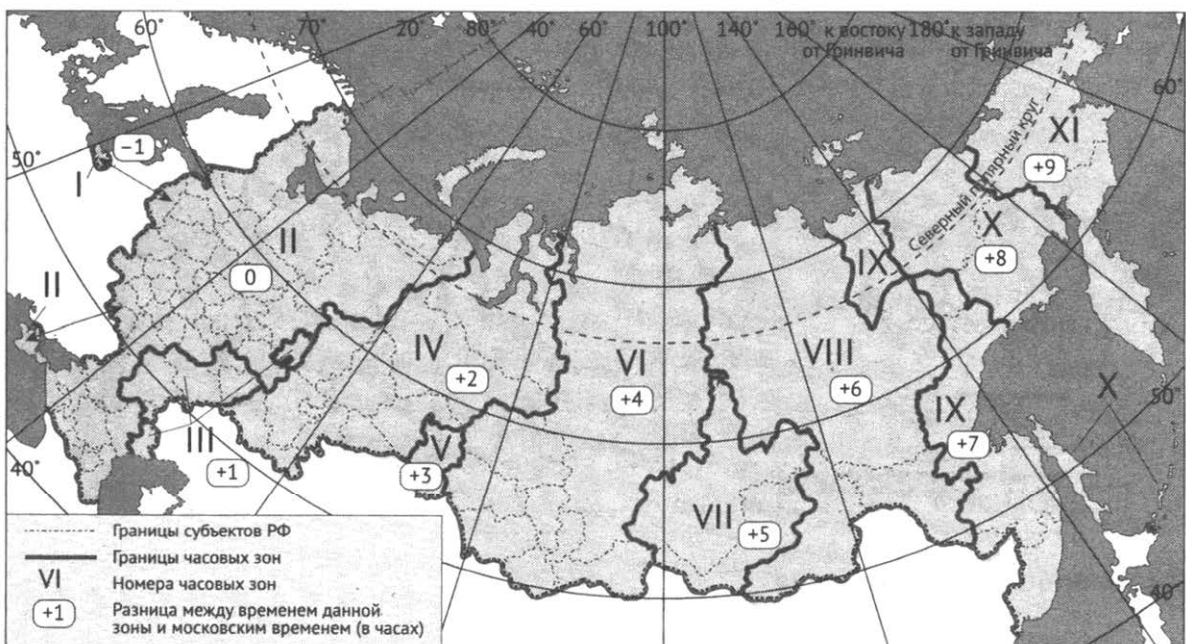 60° 70° 20° 80° 40° 60° 100° 140° 160° к востоку 180° к западу
от Гринвича от Гринвича
60°
Северный полярный круг
XI
+9
−1
50°
I
II
X
+8
IX
0
II
IV
+2
VI
+4
VIII
+6
X
50°
IX
+7
V
+3
III
+1
40°
VII
+5
40°
Границы субъектов РФ
Границы часовых зон
VI Номера часовых зон
+1 Разница между временем данной
зоны и московским временем (в часах)